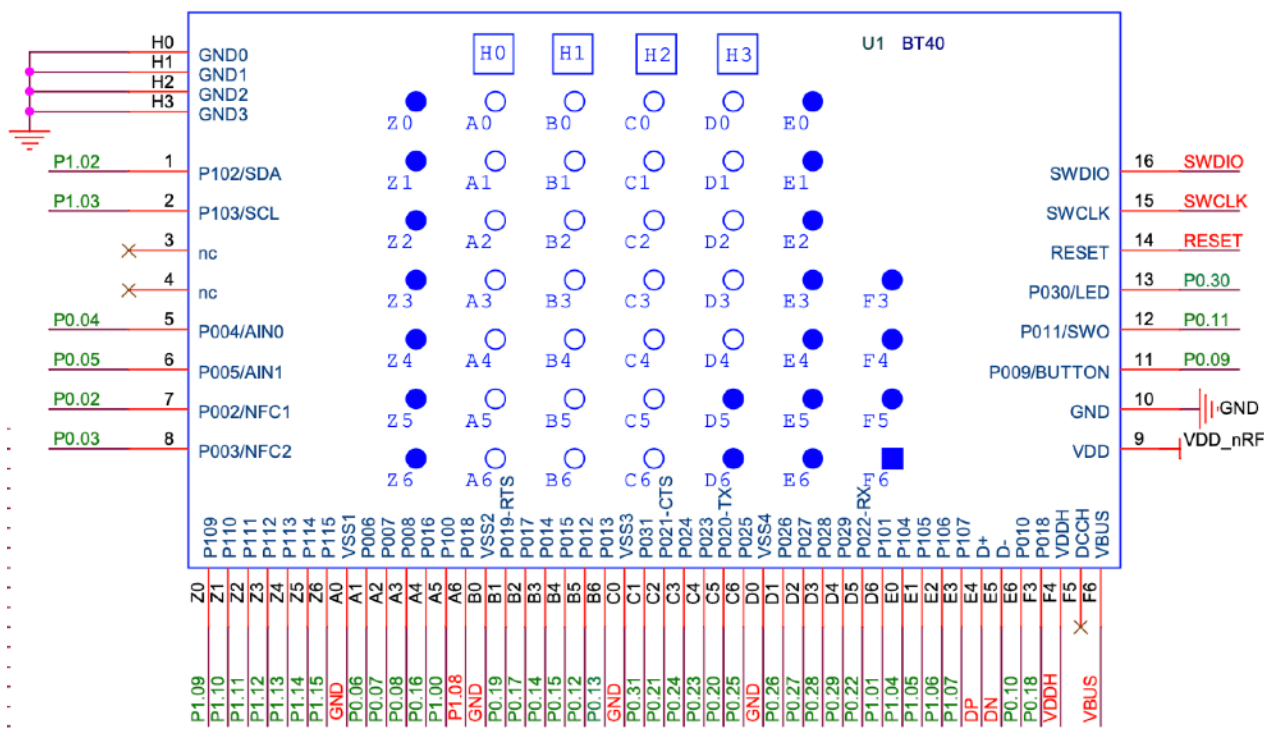 U1 BT40
H0 GND0
H1 GND1
H2 GND2
H3 GND3
H0 H1 H2 H3
P1.02 1 P102/SDA
P1.03 2 P103/SCL
3 nc
4 nc
P0.04 5 P004/AIN0
P0.05 6 P005/AIN1
P0.02 7 P002/NFC1
P0.03 8 P003/NFC2
Z0 A0 B0 C0 D0 E0
Z1 A1 B1 C1 D1 E1
Z2 A2 B2 C2 D2 E2
Z3 A3 B3 C3 D3 E3 F3
Z4 A4 B4 C4 D4 E4 F4
Z5 A5 B5 C5 D5 E5 F5
Z6 A6 B6 C6 D6 E6 F6
SWDIO 16 SWDIO
SWCLK 15 SWCLK
RESET 14 RESET
P030/LED 13 P0.30
P011/SWO 12 P0.11
P009/BUTTON 11 P0.09
GND 10 GND
VDD 9 VDD_nRF
P109 P110 P111 P112 P113 P114 P115 VSS1 P006 P007 P008 P016 P100 P018 VSS2 P019-RTS P017 P014 P015 P012 P013 VSS3 P031 P021-CTS P024 P023 P020-TX P025 VSS4 P026 P027 P028 P029 P022-RX P101 P104 P105 P106 P107 D+ D- P010 P018 VDDH DCCH VBUS
Z0 Z1 Z2 Z3 Z4 Z5 Z6 A0 A1 A2 A3 A4 A5 A6 B0 B1 B2 B3 B4 B5 B6 C0 C1 C2 C3 C4 C5 C6 D0 D1 D2 D3 D4 D5 D6 E0 E1 E2 E3 E4 E5 E6 F3 F4 F5 F6
P1.09 P1.10 P1.11 P1.12 P1.13 P1.14 P1.15 GND P0.06 P0.07 P0.08 P0.16 P1.00 P1.08 GND P0.19 P0.17 P0.14 P0.15 P0.12 P0.13 GND P0.31 P0.21 P0.24 P0.23 P0.20 P0.25 GND P0.26 P0.27 P0.28 P0.29 P0.22 P1.01 P1.04 P1.05 P1.06 P1.07 DP DN P0.10 P0.18 VDDH VBUS